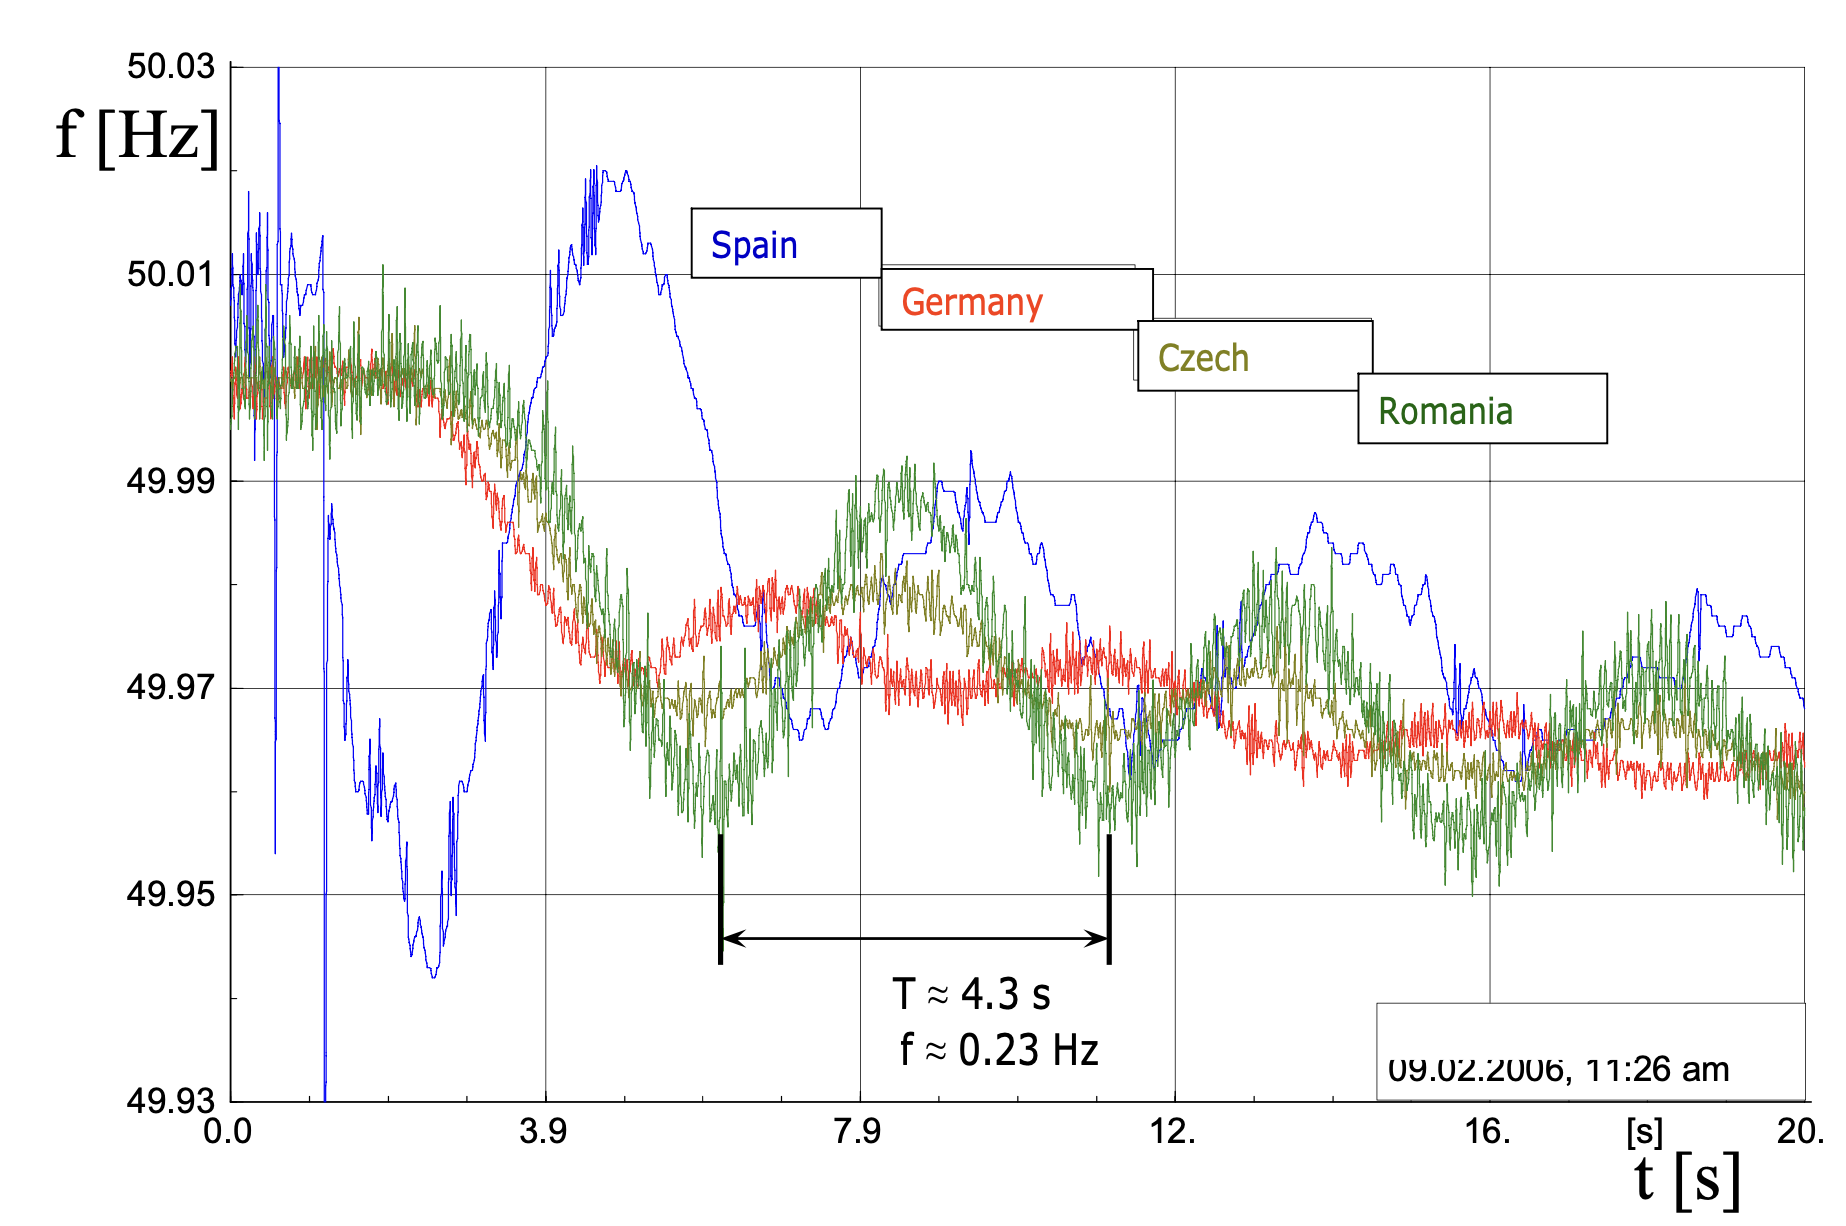 50.03
f [Hz]
50.01
Spain
Germany
Czech
Romania
49.99
49.97
49.95
T ≈ 4.3 s
f ≈ 0.23 Hz
09.02.2006, 11:26 am
49.93
0.0 3.9 7.9 12. 16. [s] 20.
t [s]